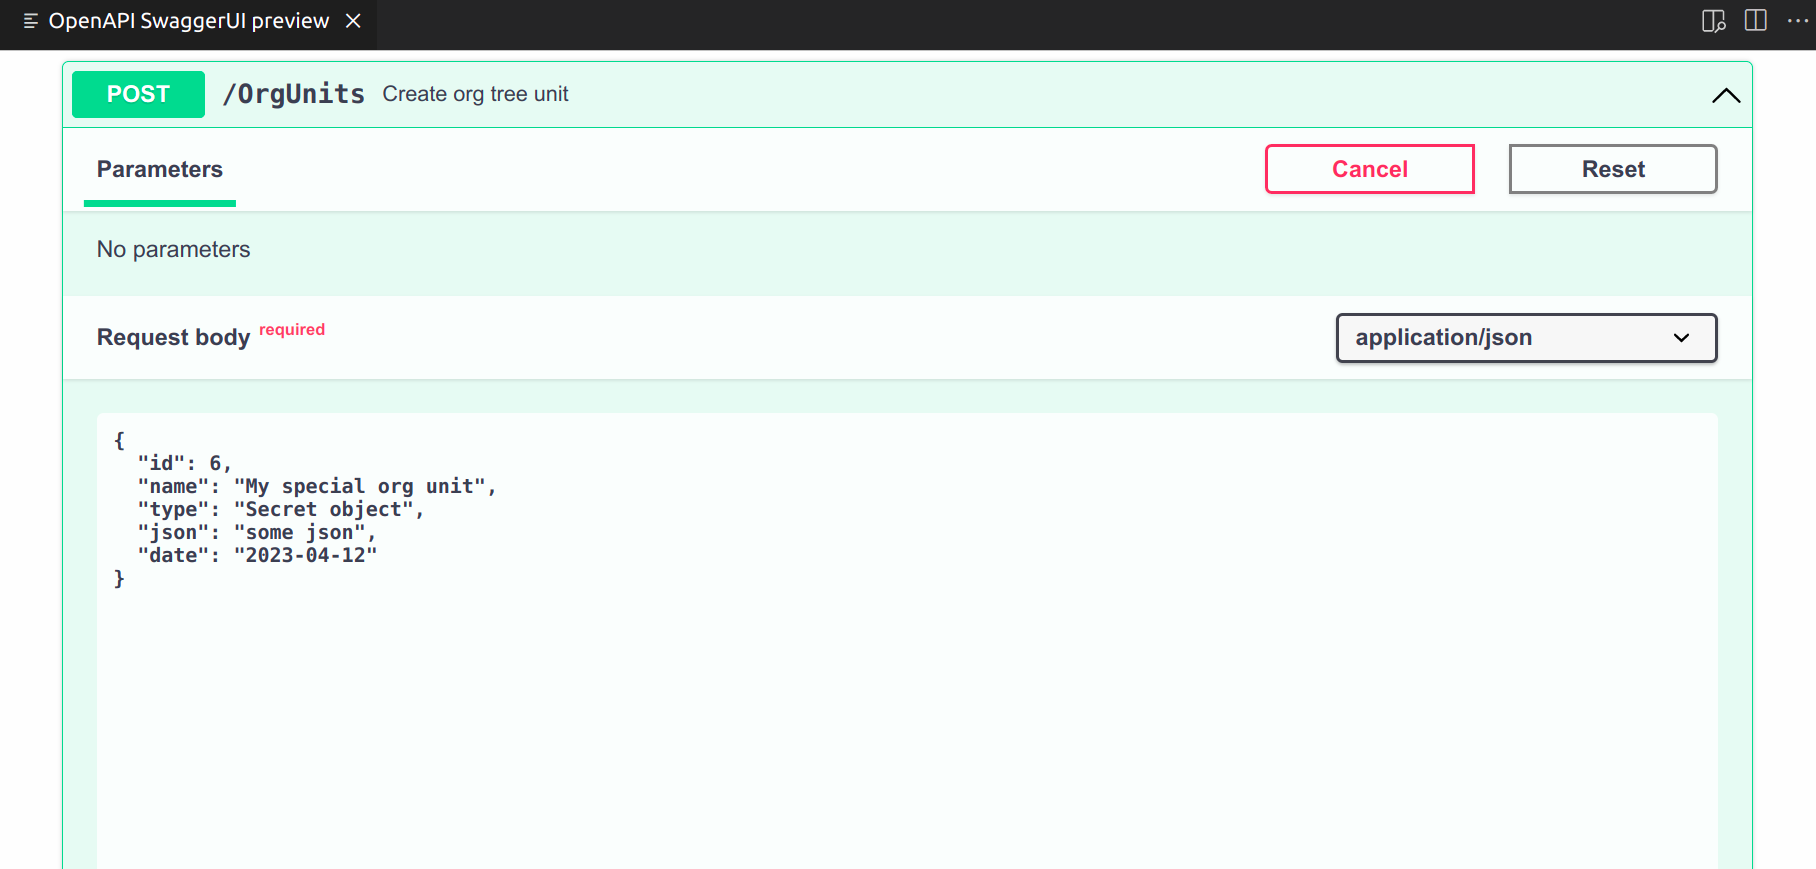 OpenAPI SwaggerUI preview
POST /OrgUnits Create org tree unit
Parameters Cancel Reset
No parameters
Request body required application/json
{
  "id": 6,
  "name": "My special org unit",
  "type": "Secret object",
  "json": "some json",
  "date": "2023-04-12"
}